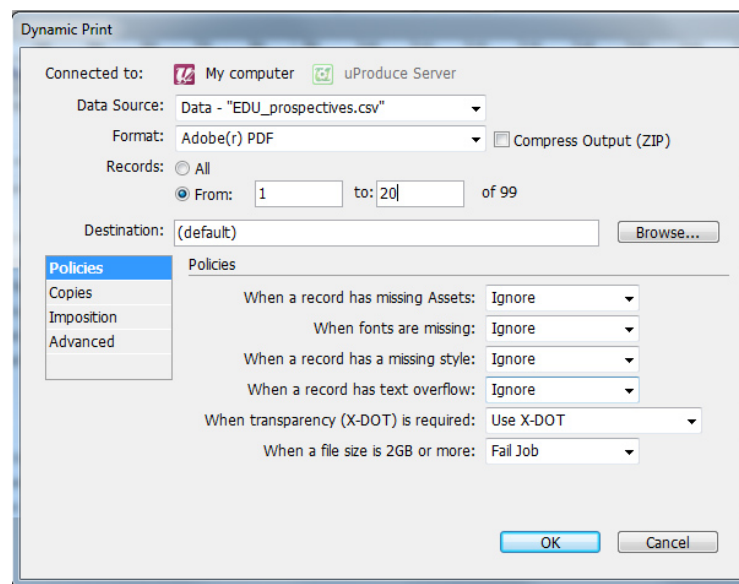 Dynamic Print
Connected to: My computer uProduce Server
Data Source: Data - "EDU_prospectives.csv"
Format: Adobe(r) PDF Compress Output (ZIP)
Records: All
From: 1 to: 20 of 99
Destination: (default) Browse...
Policies Policies
Copies When a record has missing Assets: Ignore
Imposition When fonts are missing: Ignore
Advanced When a record has a missing style: Ignore
When a record has text overflow: Ignore
When transparency (X-DOT) is required: Use X-DOT
When a file size is 2GB or more: Fail Job
OK Cancel